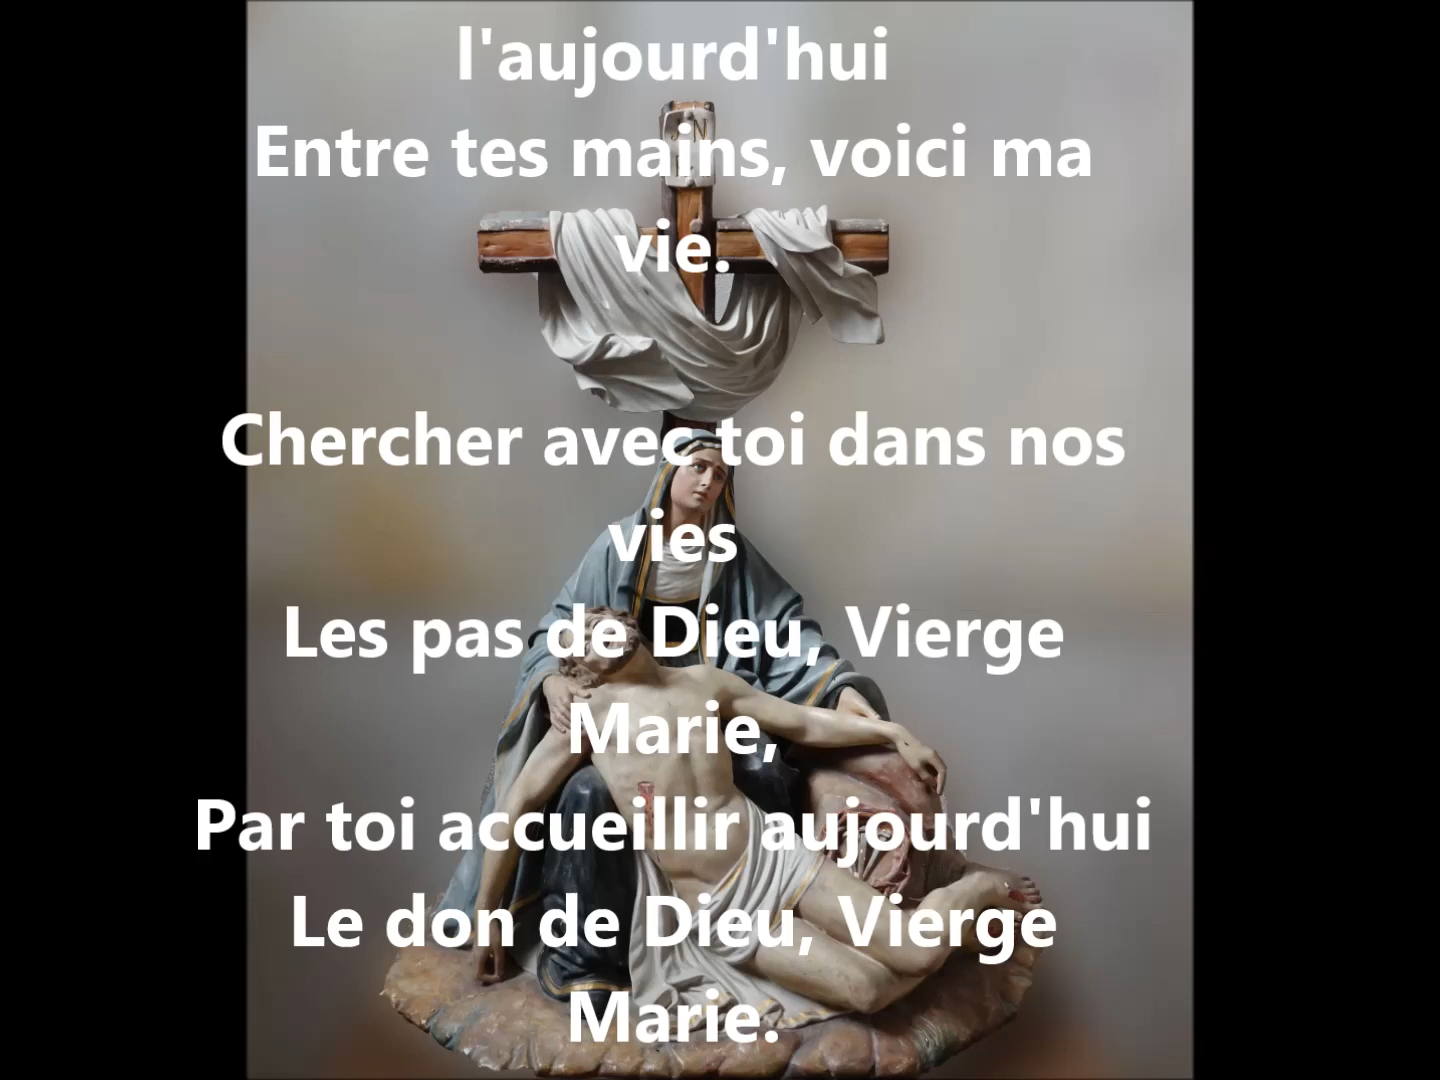 l'aujourd'hui
Entre tes mains, voici ma
vie.
Chercher avec toi dans nos
vies
Les pas de Dieu, Vierge
Marie,
Par toi accueillir aujourd'hui
Le don de Dieu, Vierge
Marie.